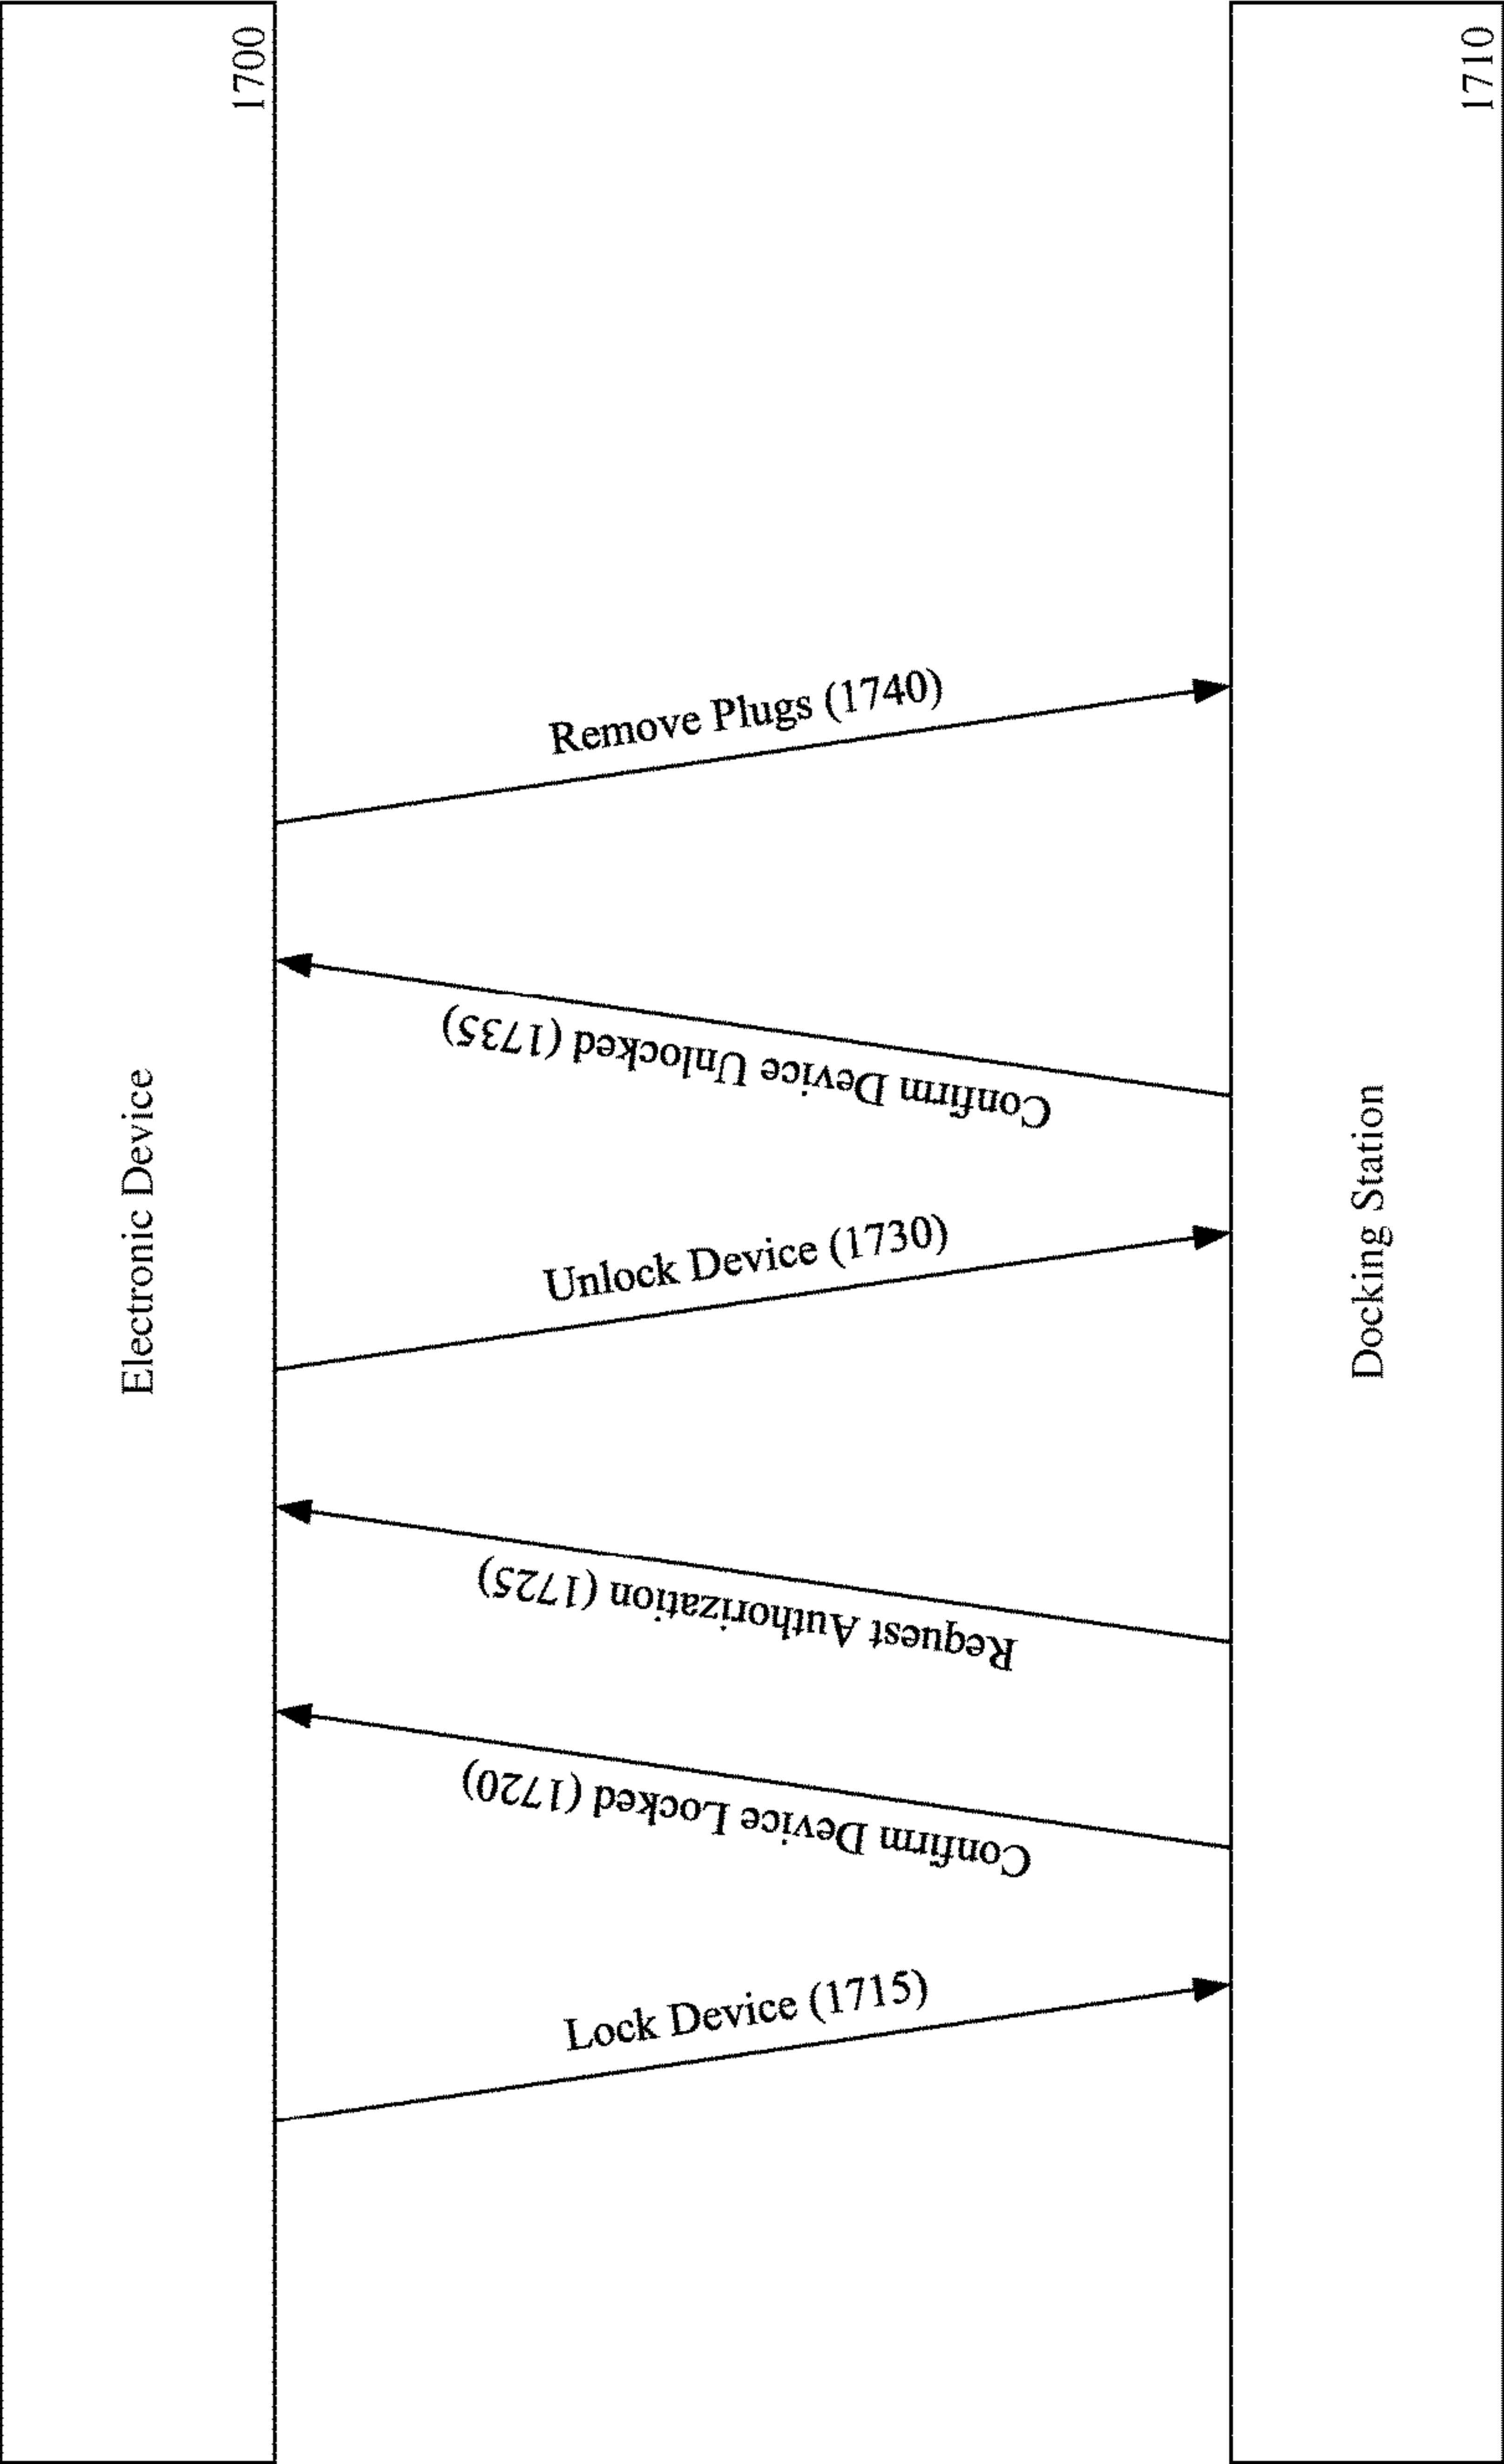 Electronic Device
1700
Lock Device (1715)
Confirm Device Locked (1720)
Request Authorization (1725)
Unlock Device (1730)
Confirm Device Unlocked (1735)
Remove Plugs (1740)
Docking Station
1710